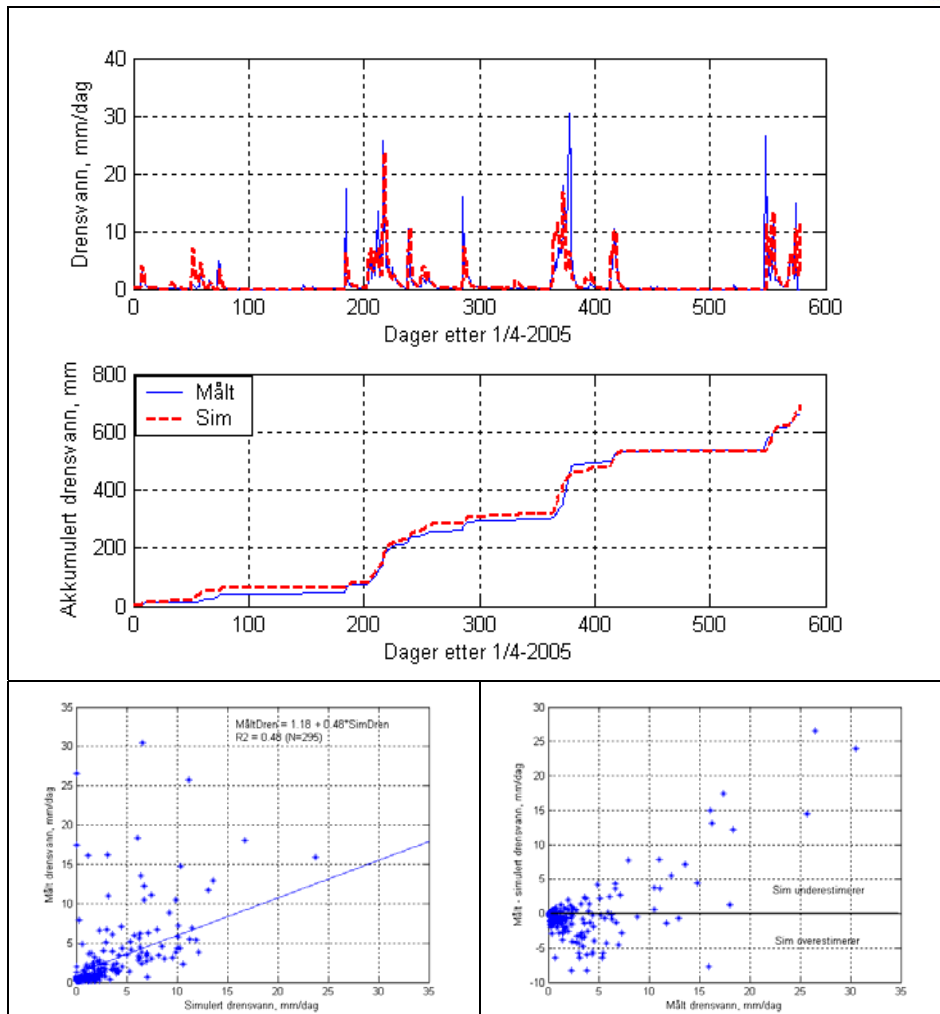 40
30
20
10
0
Drensvann, mm/dag
0 100 200 300 400 500 600
Dager etter 1/4-2005
800
600
400
200
0
Akkumulert drensvann, mm
Målt
Sim
0 100 200 300 400 500 600
Dager etter 1/4-2005
35
30
25
20
15
10
5
0
Målt drensvann, mm/dag
MåltDren = 1.18 + 0.48*SimDren
R2 = 0.48 (N=295)
0 5 10 15 20 25 30 35
Simulert drensvann, mm/dag
30
25
20
15
10
5
0
-5
-10
Målt - simulert drensvann, mm/dag
Sim underestimerer
Sim overestimerer
0 5 10 15 20 25 30 35
Målt drensvann, mm/dag